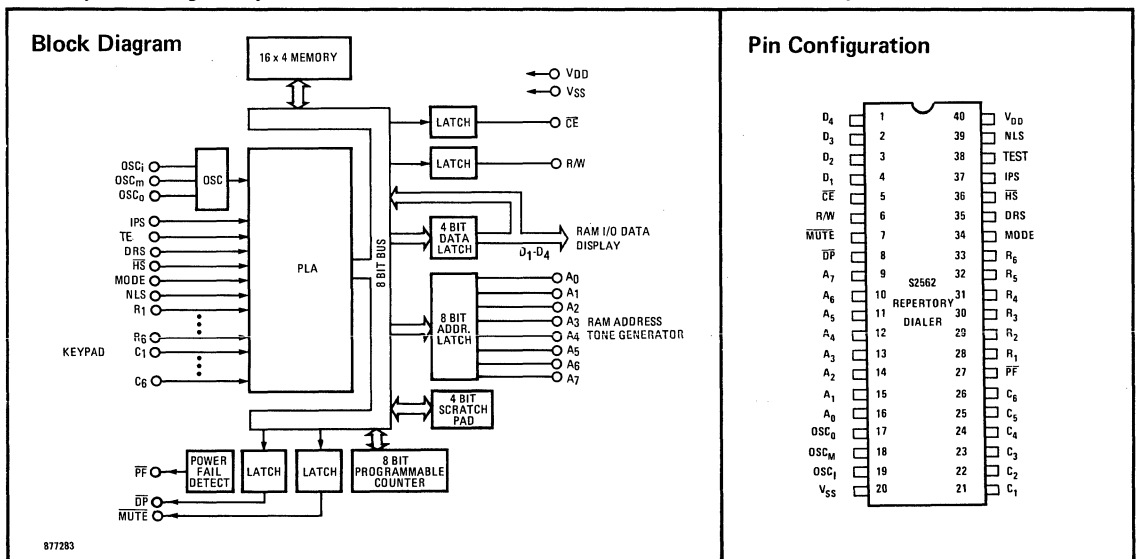 Block Diagram
16 x 4 MEMORY
VDD
VSS
LATCH
CE
LATCH
R/W
OSCi
OSCm
OSCo
OSC
IPS
TE
DRS
HS
MODE
NLS
R1
R6
KEYPAD
C1
C6
PLA
8 BIT BUS
4 BIT
DATA
LATCH
D1-D4
RAM I/O DATA
DISPLAY
8 BIT
ADDR.
LATCH
A0
A1
A2
A3 RAM ADDRESS
A4 TONE GENERATOR
A5
A6
A7
4 BIT
SCRATCH
PAD
PF
POWER
FAIL
DETECT
LATCH
LATCH
8 BIT
PROGRAMMABLE
COUNTER
DP
MUTE
877283
Pin Configuration
D4 1 40 VDD
D3 2 39 NLS
D2 3 38 TEST
D1 4 37 IPS
CE 5 36 HS
R/W 6 35 DRS
MUTE 7 34 MODE
DP 8 33 R6
A7 9 32 R5
S2562
A6 10 31 R4
REPERTORY
A5 11 30 R3
DIALER
A4 12 29 R2
A3 13 28 R1
A2 14 27 PF
A1 15 26 C6
A0 16 25 C5
OSCO 17 24 C4
OSCM 18 23 C3
OSCI 19 22 C2
VSS 20 21 C1